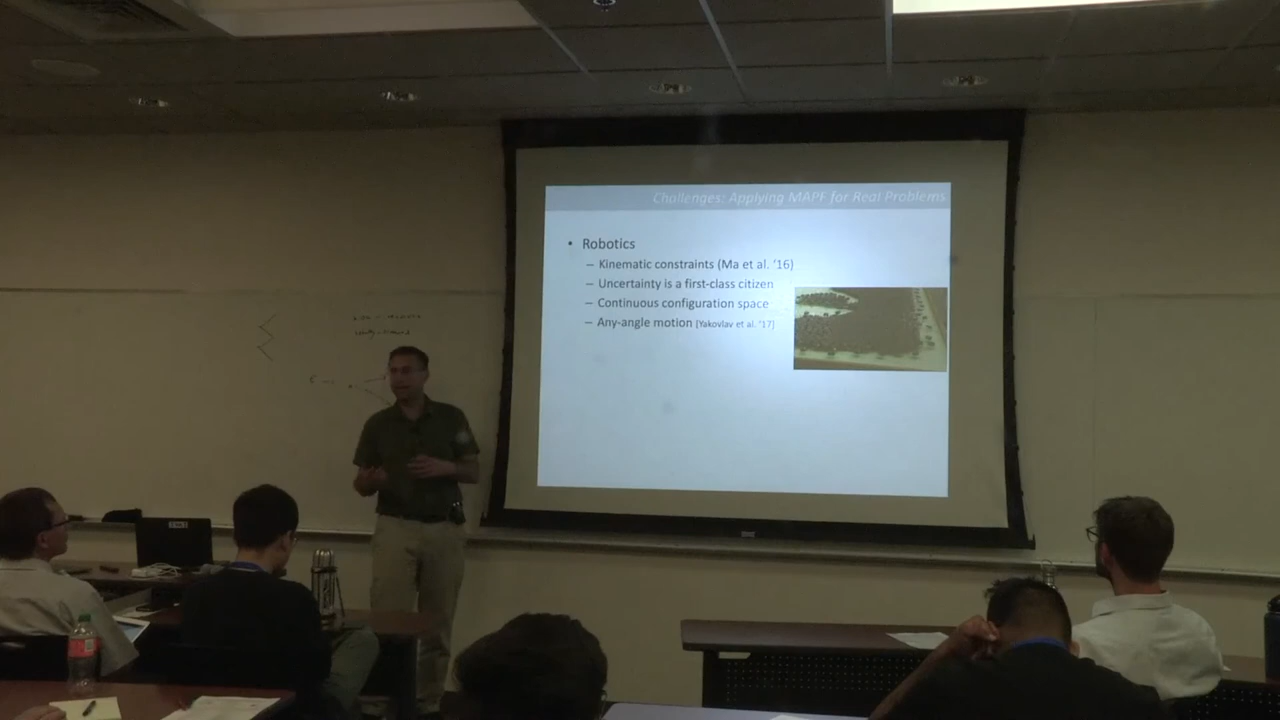 Challenges: Applying MAPF for Real Problems
• Robotics
– Kinematic constraints (Ma et al. '16)
– Uncertainty is a first-class citizen
– Continuous configuration space
– Any-angle motion [Yakovlav et al. '17]